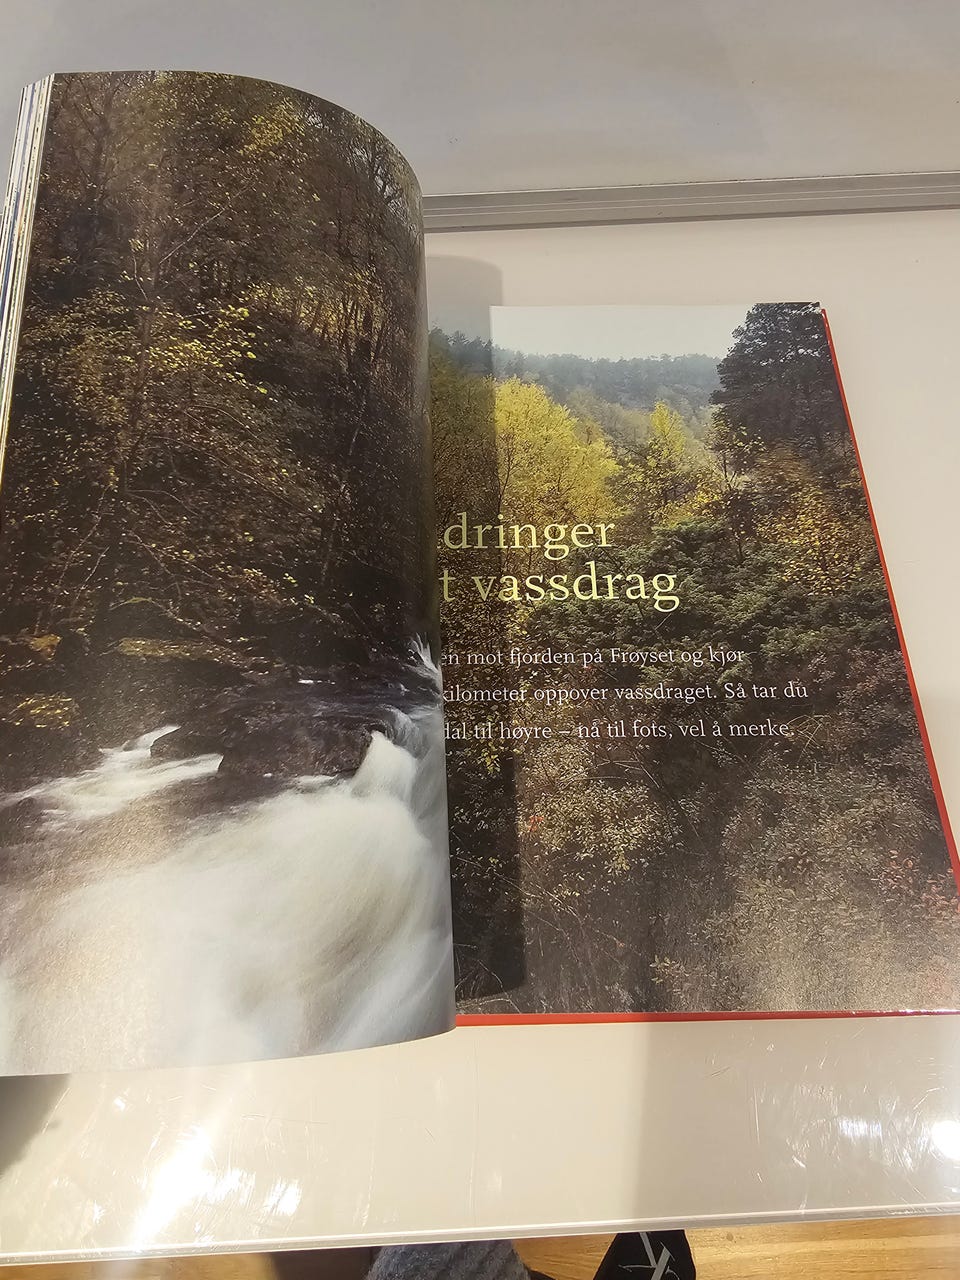 dringer
t vassdrag
en mot fjorden på Frøyset og kjør
kilometer oppover vassdraget. Så tar du
dal til høyre – nå til fots, vel å merke.